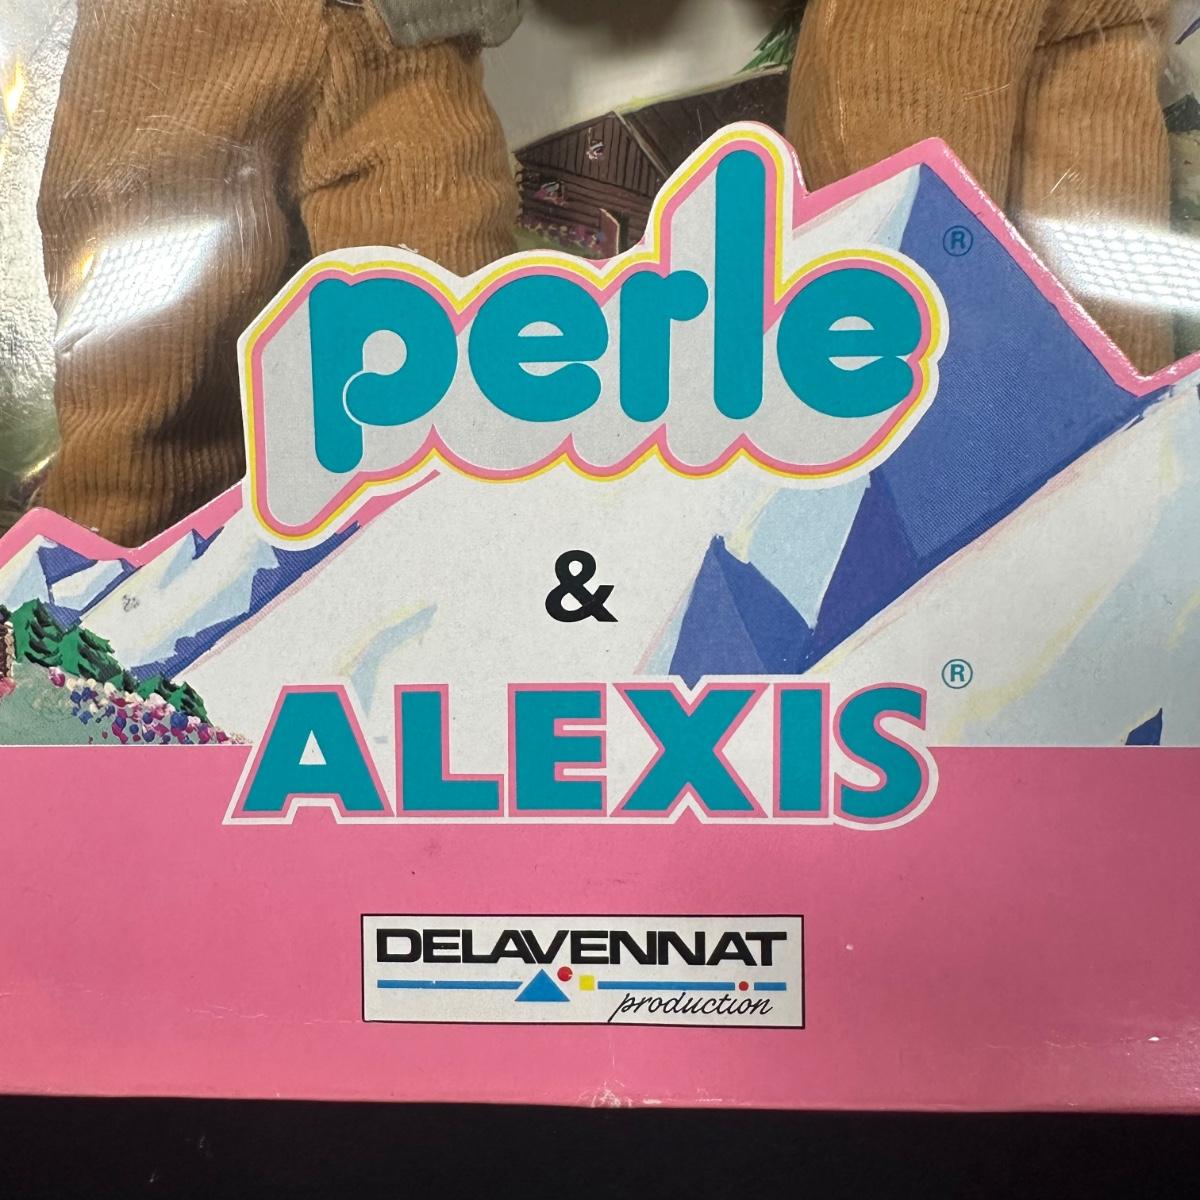 perle ®
&
ALEXIS ®
DELAVENNAT
production